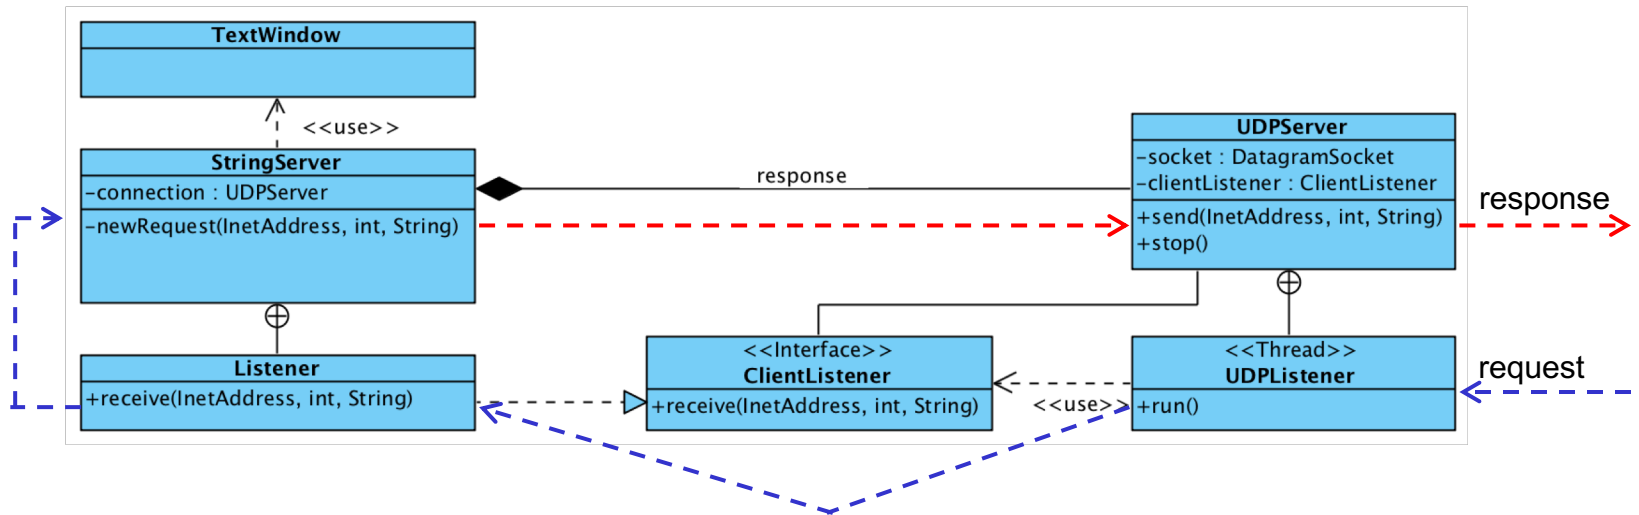 TextWindow
<<use>>
StringServer
-connection : UDPServer
-newRequest(InetAddress, int, String)
response
UDPServer
-socket : DatagramSocket
-clientListener : ClientListener
+send(InetAddress, int, String)
+stop()
response
Listener
+receive(InetAddress, int, String)
<<Interface>>
ClientListener
+receive(InetAddress, int, String)
<<use>>
<<Thread>>
UDPListener
+run()
request